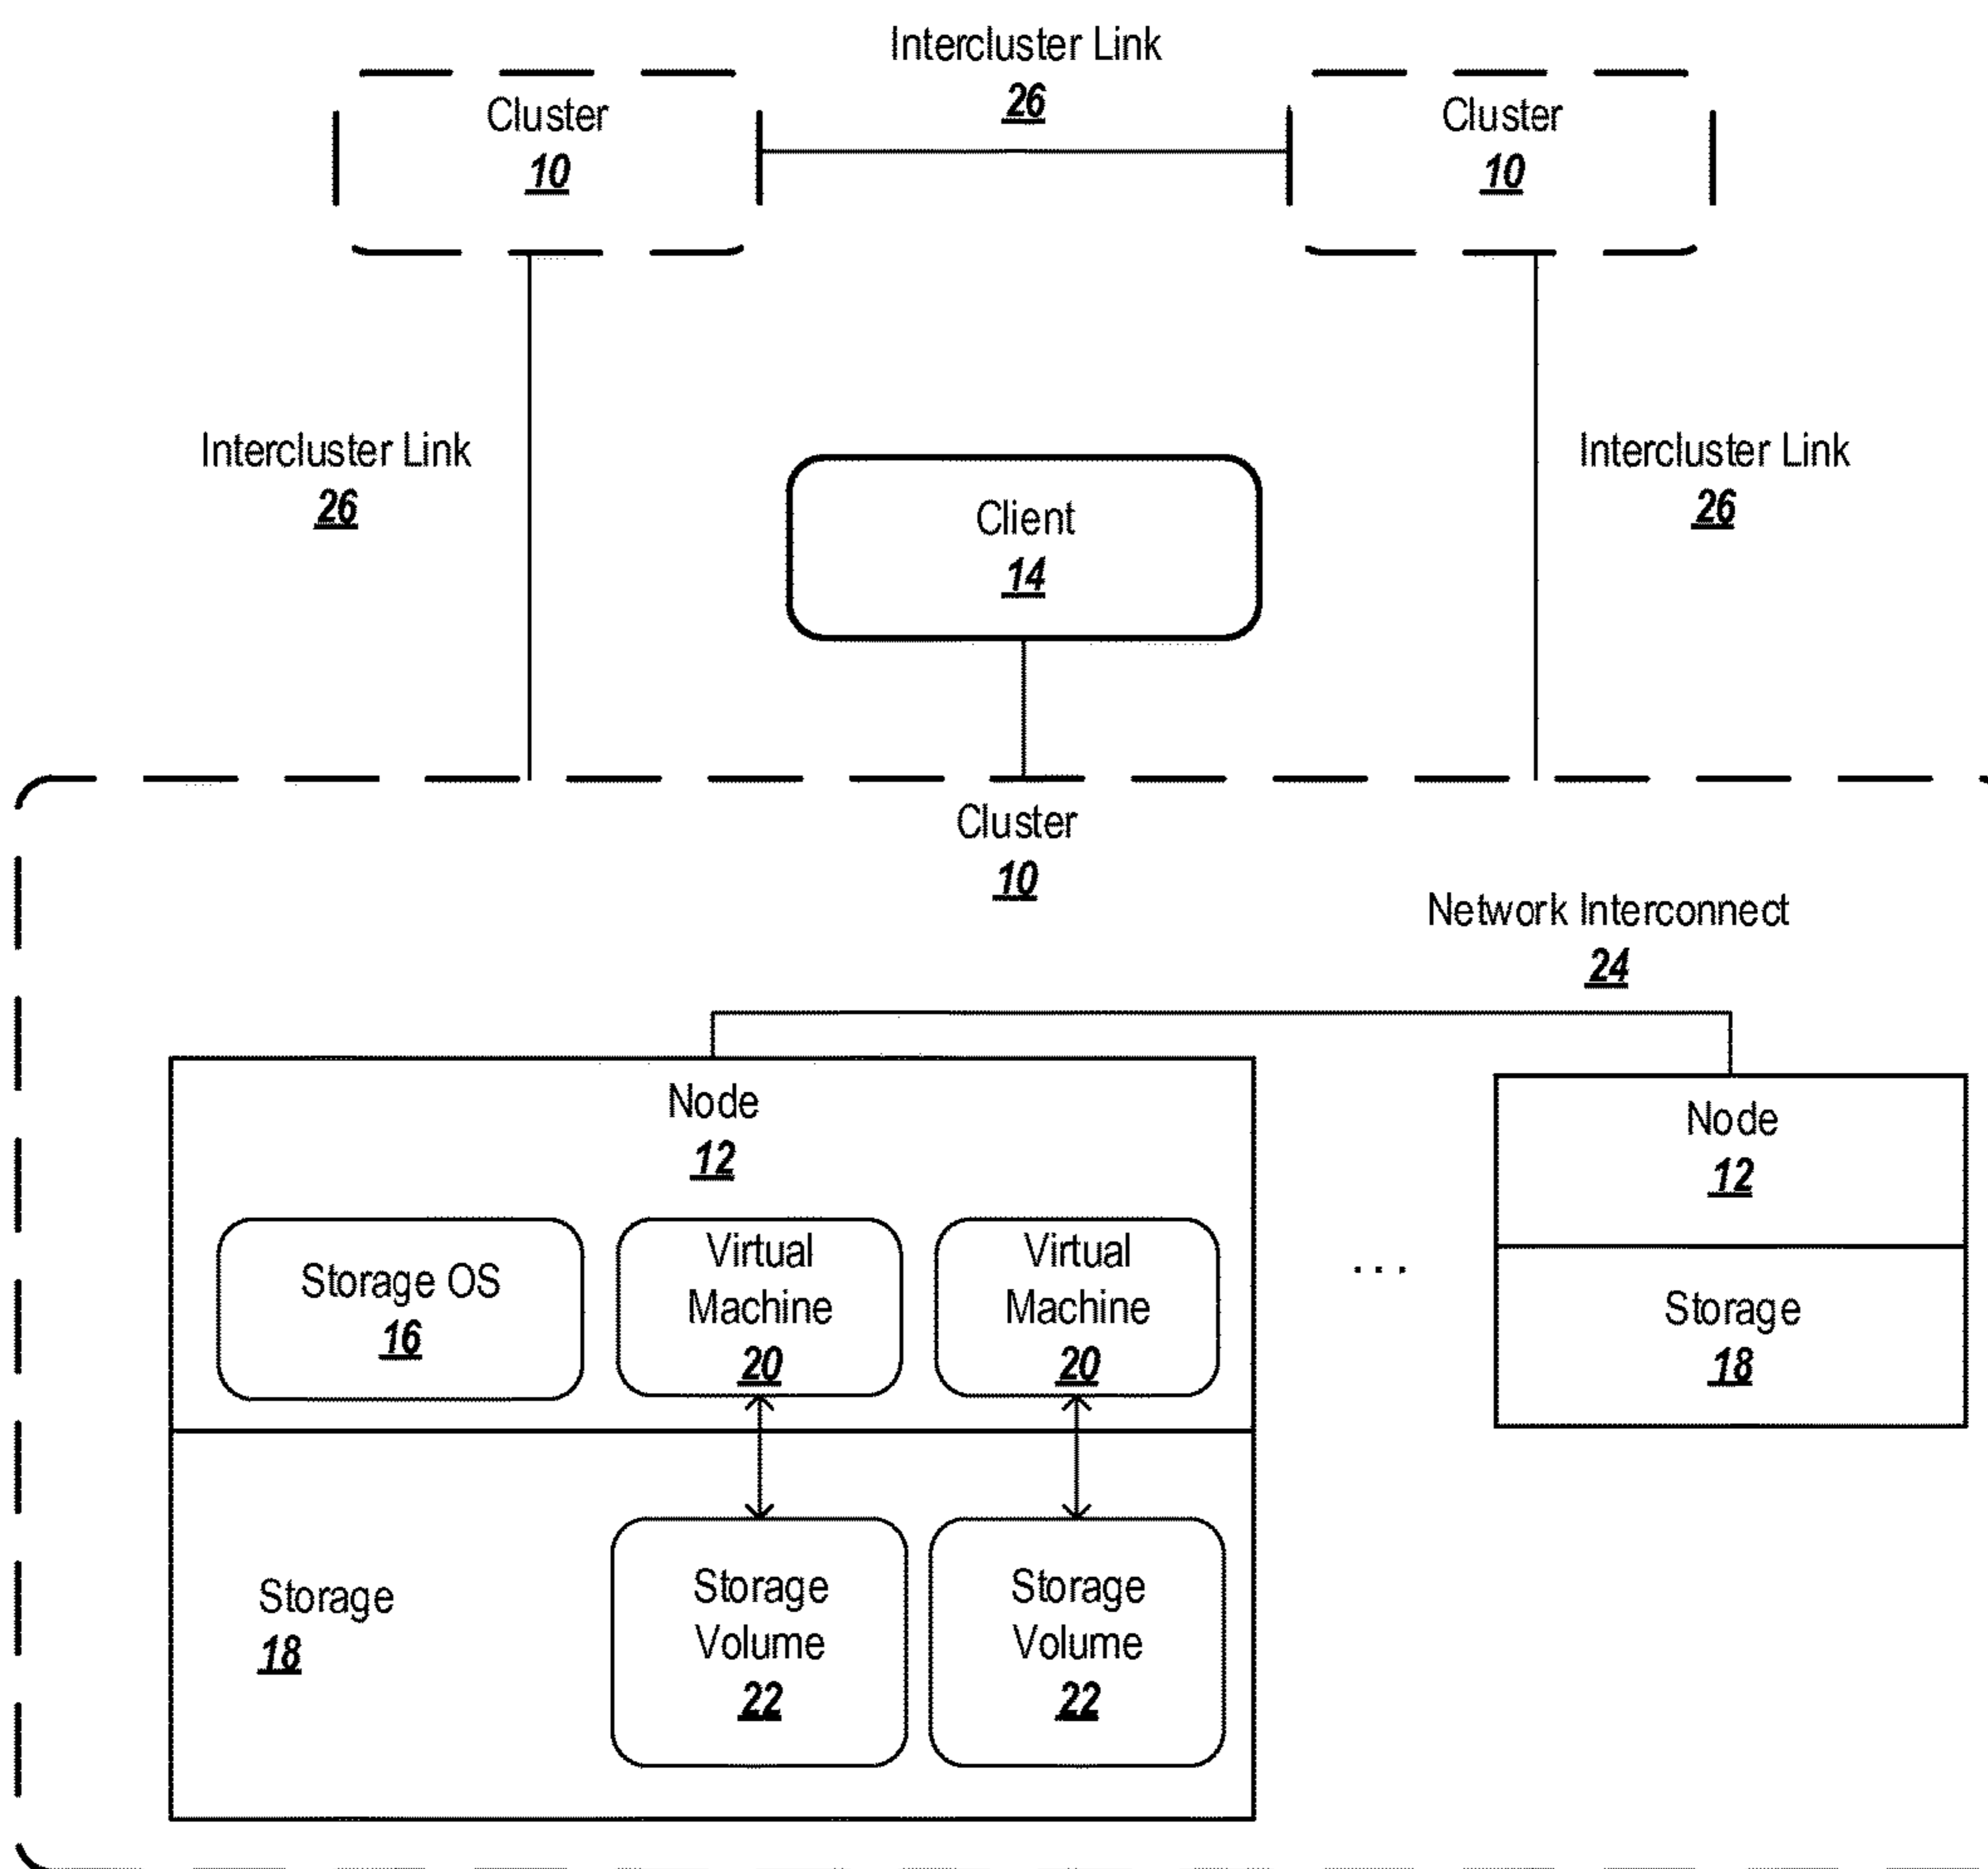 Intercluster Link
26
Cluster
10
Cluster
10
Intercluster Link
26
Client
14
Intercluster Link
26
Cluster
10
Network Interconnect
24
Node
12
Storage OS
16
Virtual
Machine
20
Virtual
Machine
20
...
Node
12
Storage
18
Storage
18
Storage
Volume
22
Storage
Volume
22